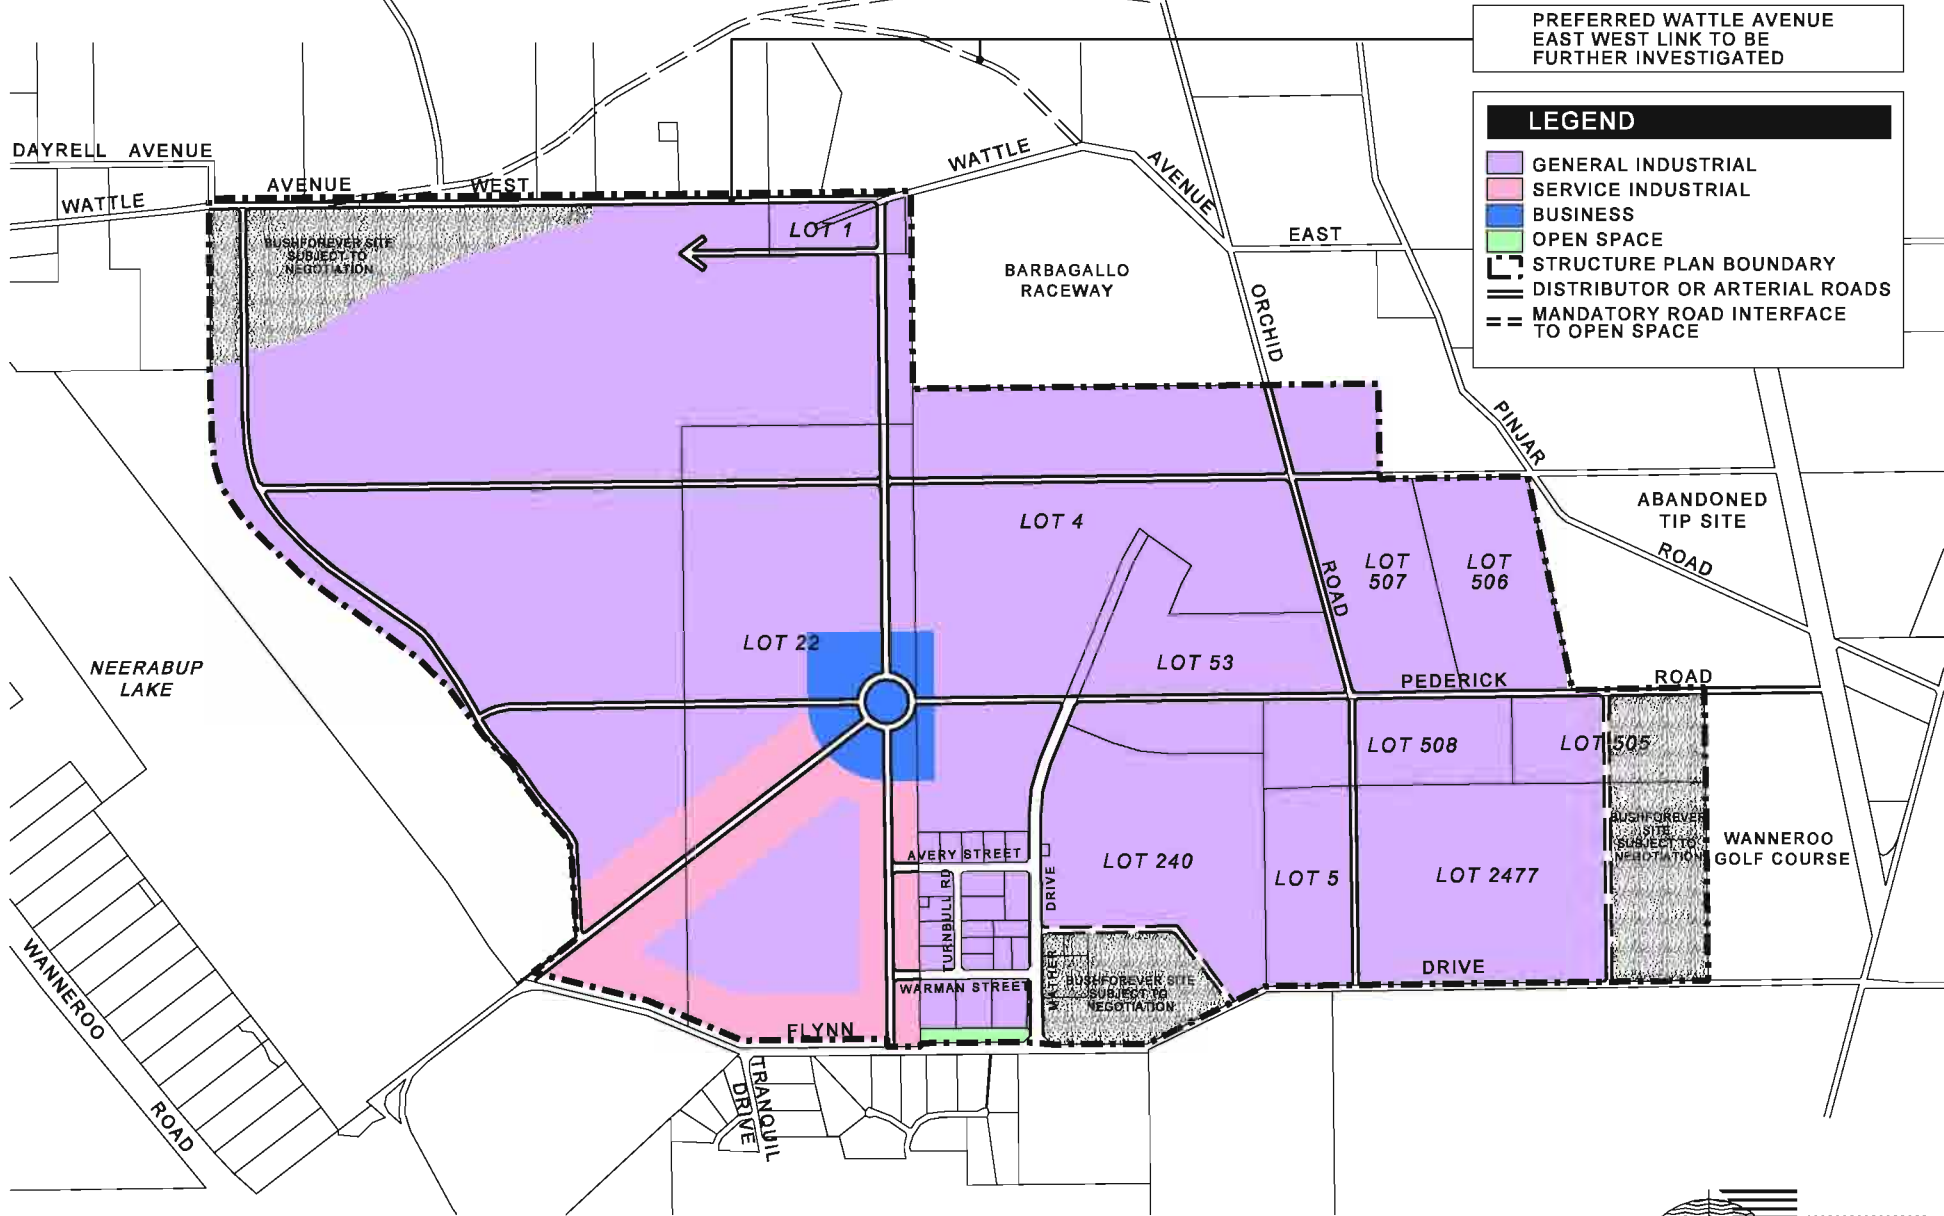 PREFERRED WATTLE AVENUE
EAST WEST LINK TO BE
FURTHER INVESTIGATED
LEGEND
GENERAL INDUSTRIAL
SERVICE INDUSTRIAL
BUSINESS
OPEN SPACE
STRUCTURE PLAN BOUNDARY
DISTRIBUTOR OR ARTERIAL ROADS
MANDATORY ROAD INTERFACE
TO OPEN SPACE
DAYRELL AVENUE
WATTLE
AVENUE
WEST
WATTLE
AVENUE
EAST
BUSHFOREVER SITE
SUBJECT TO
NEGOTIATION
LOT 1
BARBAGALLO
RACEWAY
ORCHID
PINJAR
ABANDONED
TIP SITE
ROAD
LOT 4
LOT
507
LOT
506
ROAD
LOT 22
LOT 53
NEERABUP
LAKE
PEDERICK
ROAD
LOT 508
LOT 505
BUSHFOREVER
SITE
SUBJECT TO
NEGOTIATION
WANNEROO
GOLF COURSE
AVERY STREET
LOT 240
LOT 5
LOT 2477
TURNBULL RD
DRIVE
MATHER
WARMAN STREET
BUSHFOREVER SITE
SUBJECT TO
NEGOTIATION
DRIVE
FLYNN
WANNEROO
ROAD
TRANQUIL
DRIVE